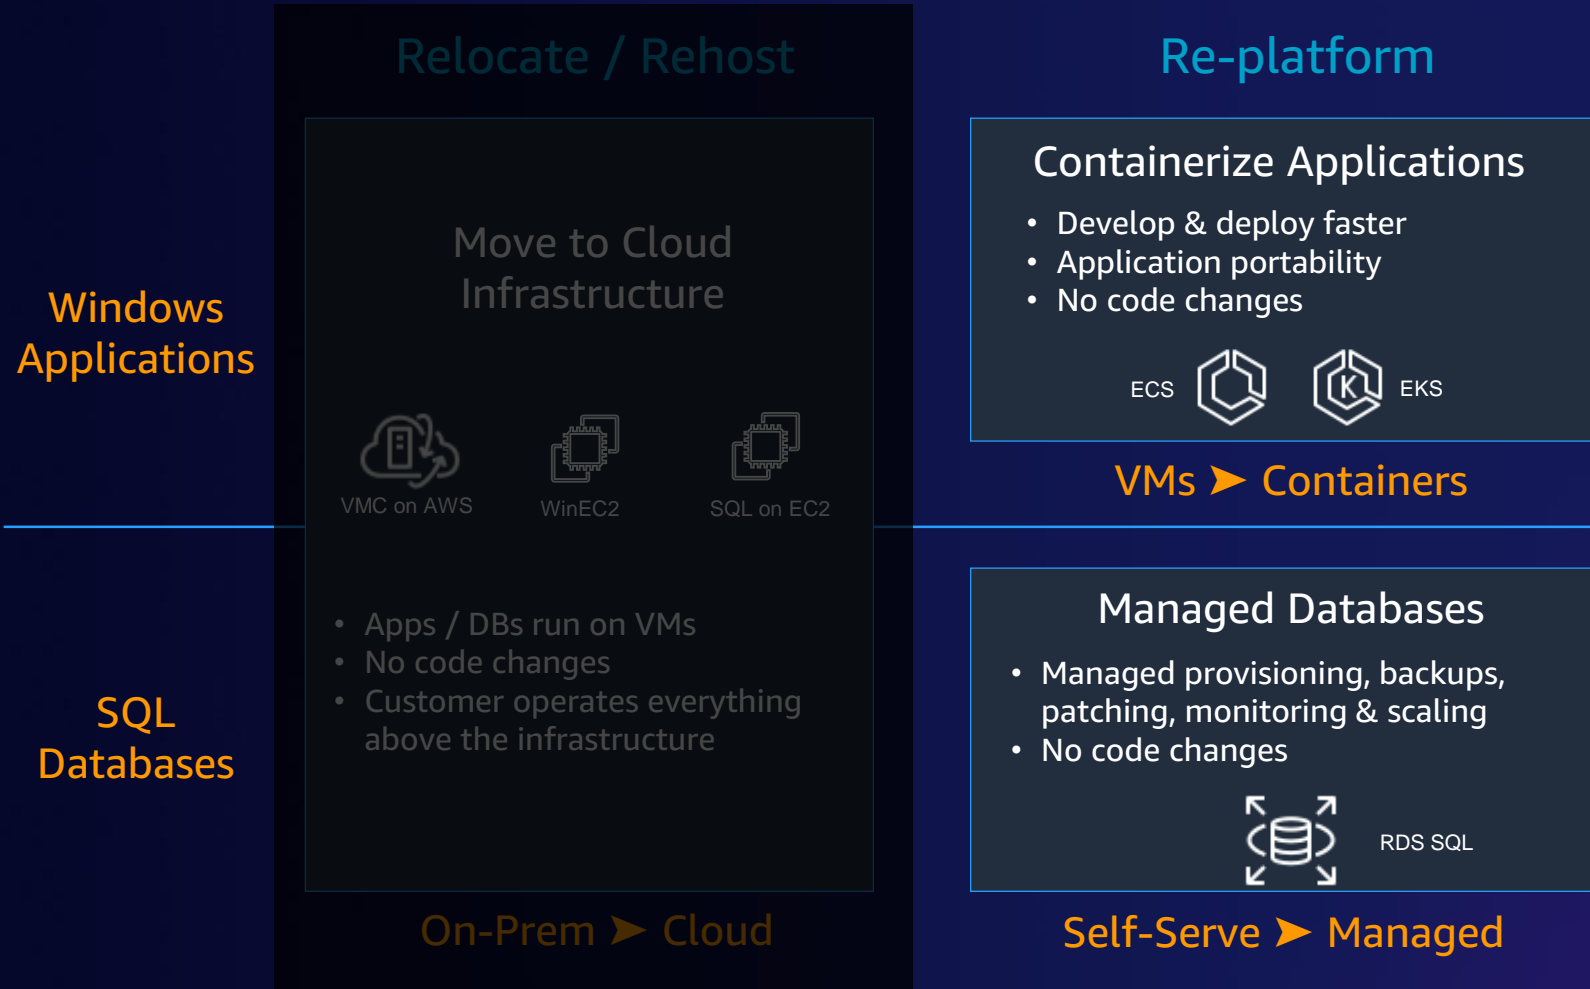 Relocate / Rehost
Re-platform
Windows
Applications
Move to Cloud
Infrastructure
VMC on AWS
WinEC2
SQL on EC2
Containerize Applications
• Develop & deploy faster
• Application portability
• No code changes
ECS
K
EKS
VMs ➤ Containers
SQL
Databases
• Apps / DBs run on VMs
• No code changes
• Customer operates everything
above the infrastructure
On-Prem ➤ Cloud
Managed Databases
• Managed provisioning, backups,
patching, monitoring & scaling
• No code changes
RDS SQL
Self-Serve ➤ Managed